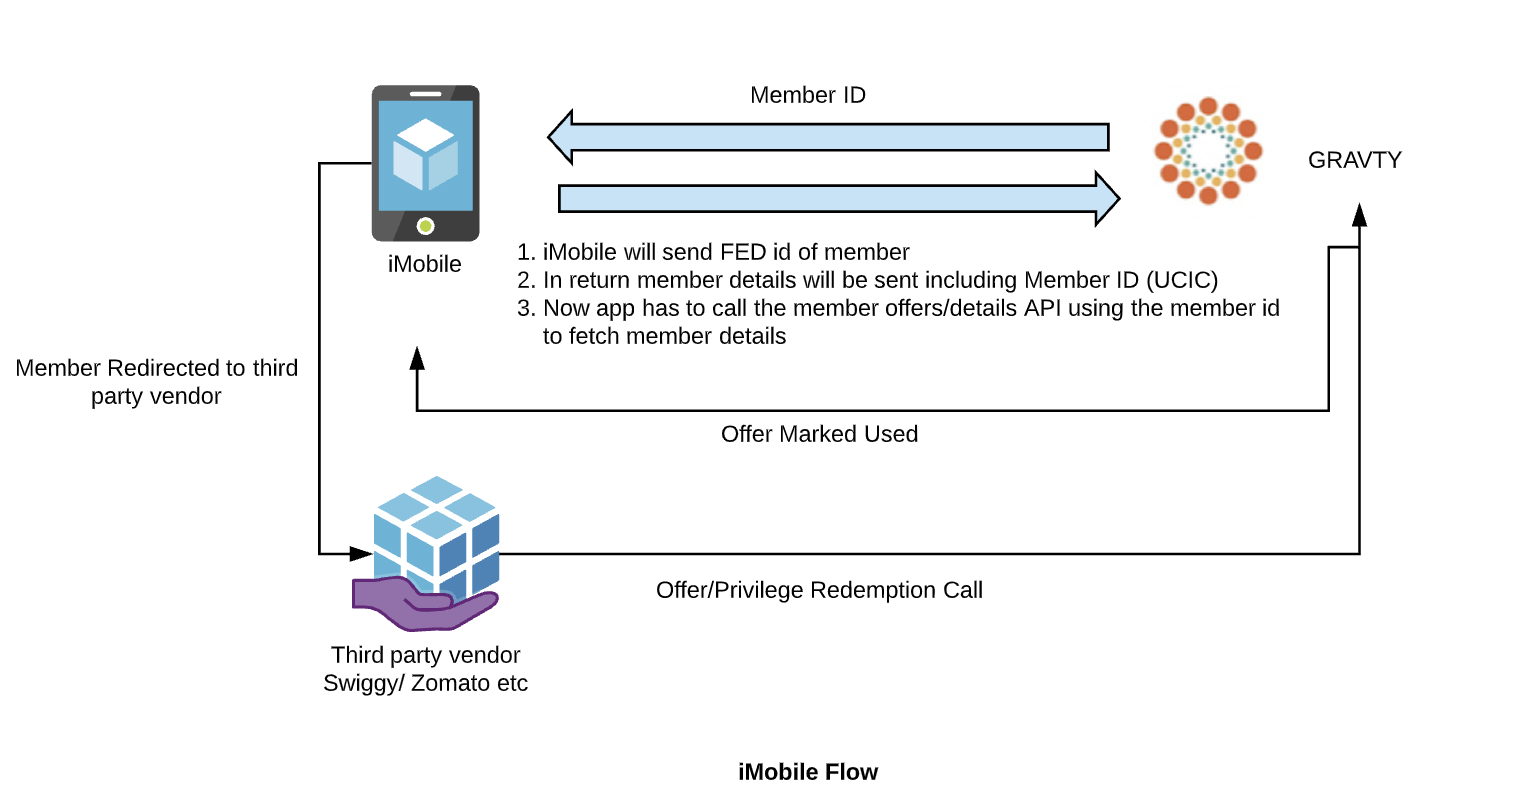 Member ID
GRAVTY
iMobile
1. iMobile will send FED id of member
2. In return member details will be sent including Member ID (UCIC)
3. Now app has to call the member offers/details API using the member id
to fetch member details
Member Redirected to third
party vendor
Offer Marked Used
Offer/Privilege Redemption Call
Third party vendor
Swiggy/ Zomato etc
iMobile Flow